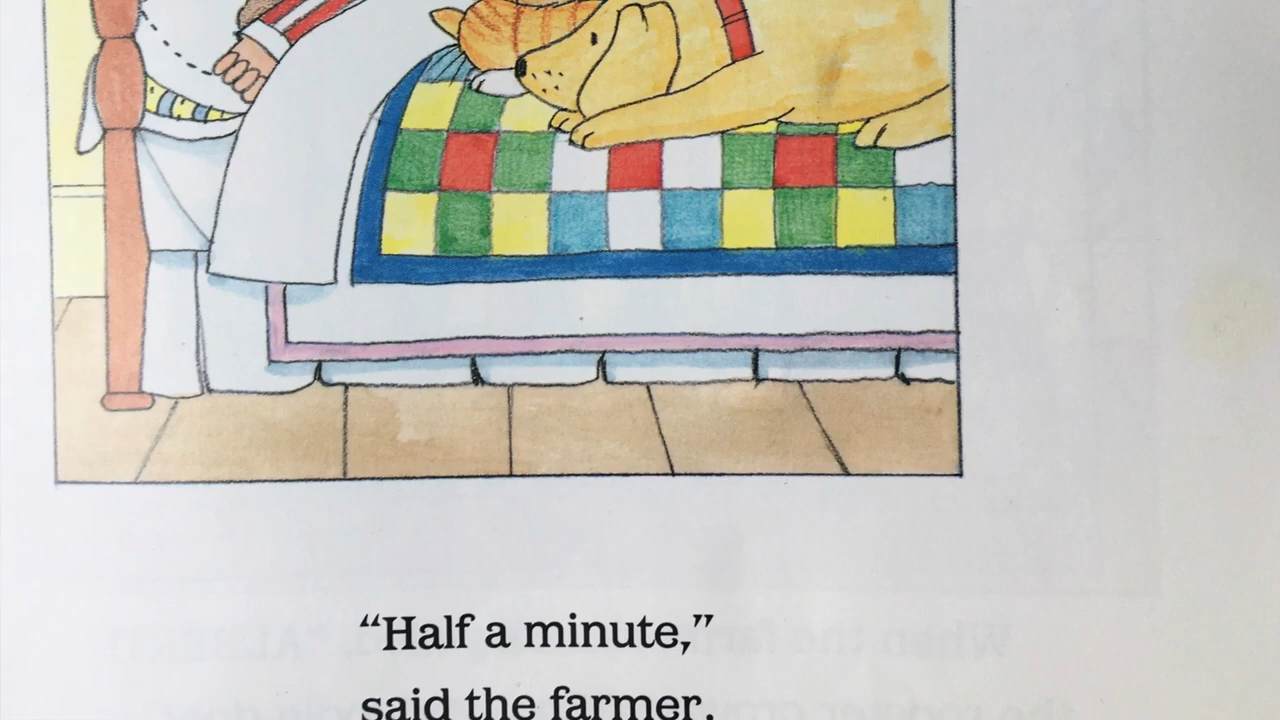 “Half a minute,”
said the farmer.